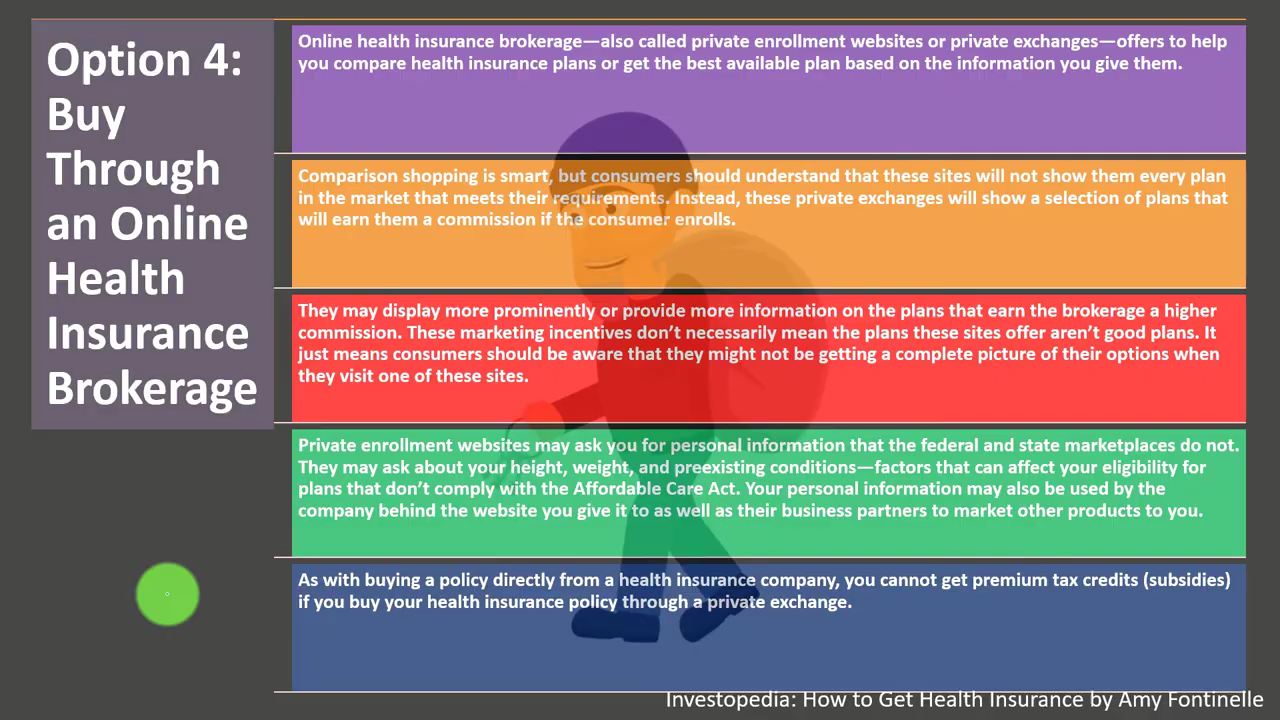 Option 4:
Buy
Through
an Online
Health
Insurance
Brokerage
Online health insurance brokerage—also called private enrollment websites or private exchanges—offers to help
you compare health insurance plans or get the best available plan based on the information you give them.
Comparison shopping is smart, but consumers should understand that these sites will not show them every plan
in the market that meets their requirements. Instead, these private exchanges will show a selection of plans that
will earn them a commission if the consumer enrolls.
They may display more prominently or provide more information on the plans that earn the brokerage a higher
commission. These marketing incentives don’t necessarily mean the plans these sites offer aren’t good plans. It
just means consumers should be aware that they might not be getting a complete picture of their options when
they visit one of these sites.
Private enrollment websites may ask you for personal information that the federal and state marketplaces do not.
They may ask about your height, weight, and preexisting conditions—factors that can affect your eligibility for
plans that don’t comply with the Affordable Care Act. Your personal information may also be used by the
company behind the website you give it to as well as their business partners to market other products to you.
As with buying a policy directly from a health insurance company, you cannot get premium tax credits (subsidies)
if you buy your health insurance policy through a private exchange.
Investopedia: How to Get Health Insurance by Amy Fontinelle